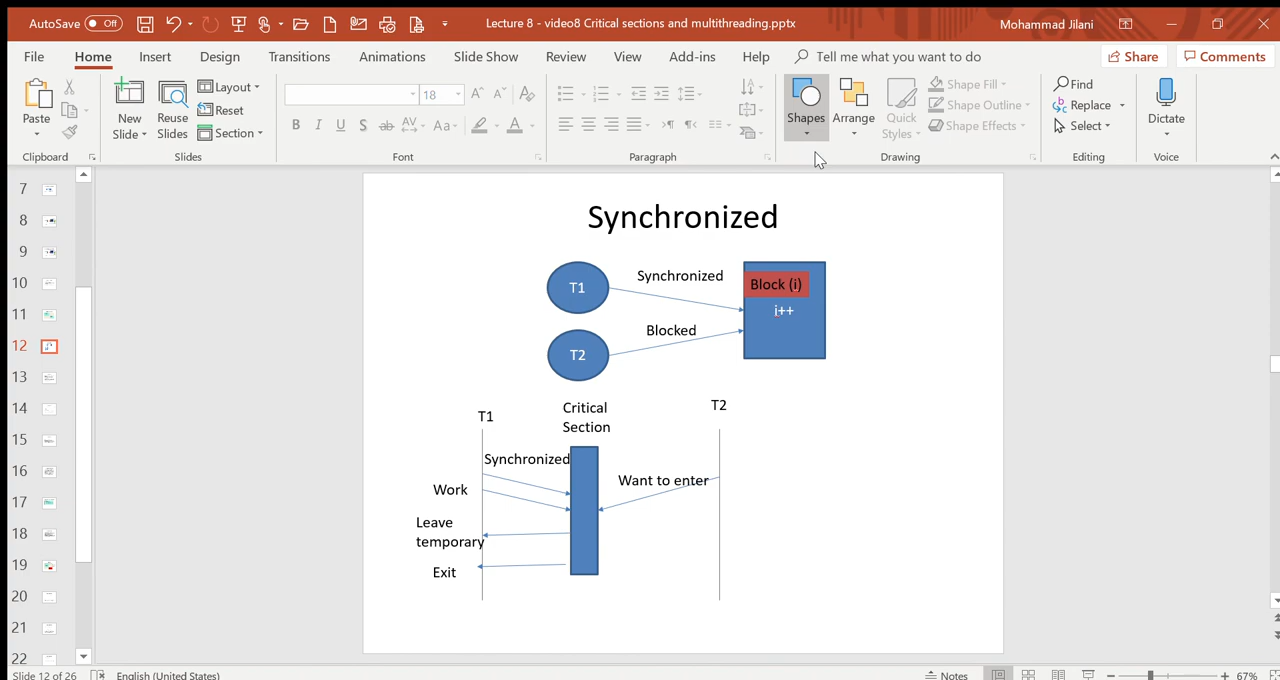 AutoSave Off Lecture 8 - video8 Critical sections and multithreading.pptx Mohammad Jilani
File Home Insert Design Transitions Animations Slide Show Review View Add-ins Help Tell me what you want to do Share Comments
Paste
New Slide
Reuse Slides
Layout
Reset
Section
18
B I U S ab AV Aa A
Shapes
Arrange
Quick Styles
Shape Fill
Shape Outline
Shape Effects
Find
Replace
Select
Dictate
Clipboard Slides Font Paragraph Drawing Editing Voice
7
8
9
10
11
12
13
14
15
16
17
18
19
20
21
22
Synchronized
T1
Synchronized
Block (i)
i++
Blocked
T2
T1
Critical
Section
T2
Synchronized
Work
Want to enter
Leave
temporary
Exit
Slide 12 of 26 English (United States) Notes 67%